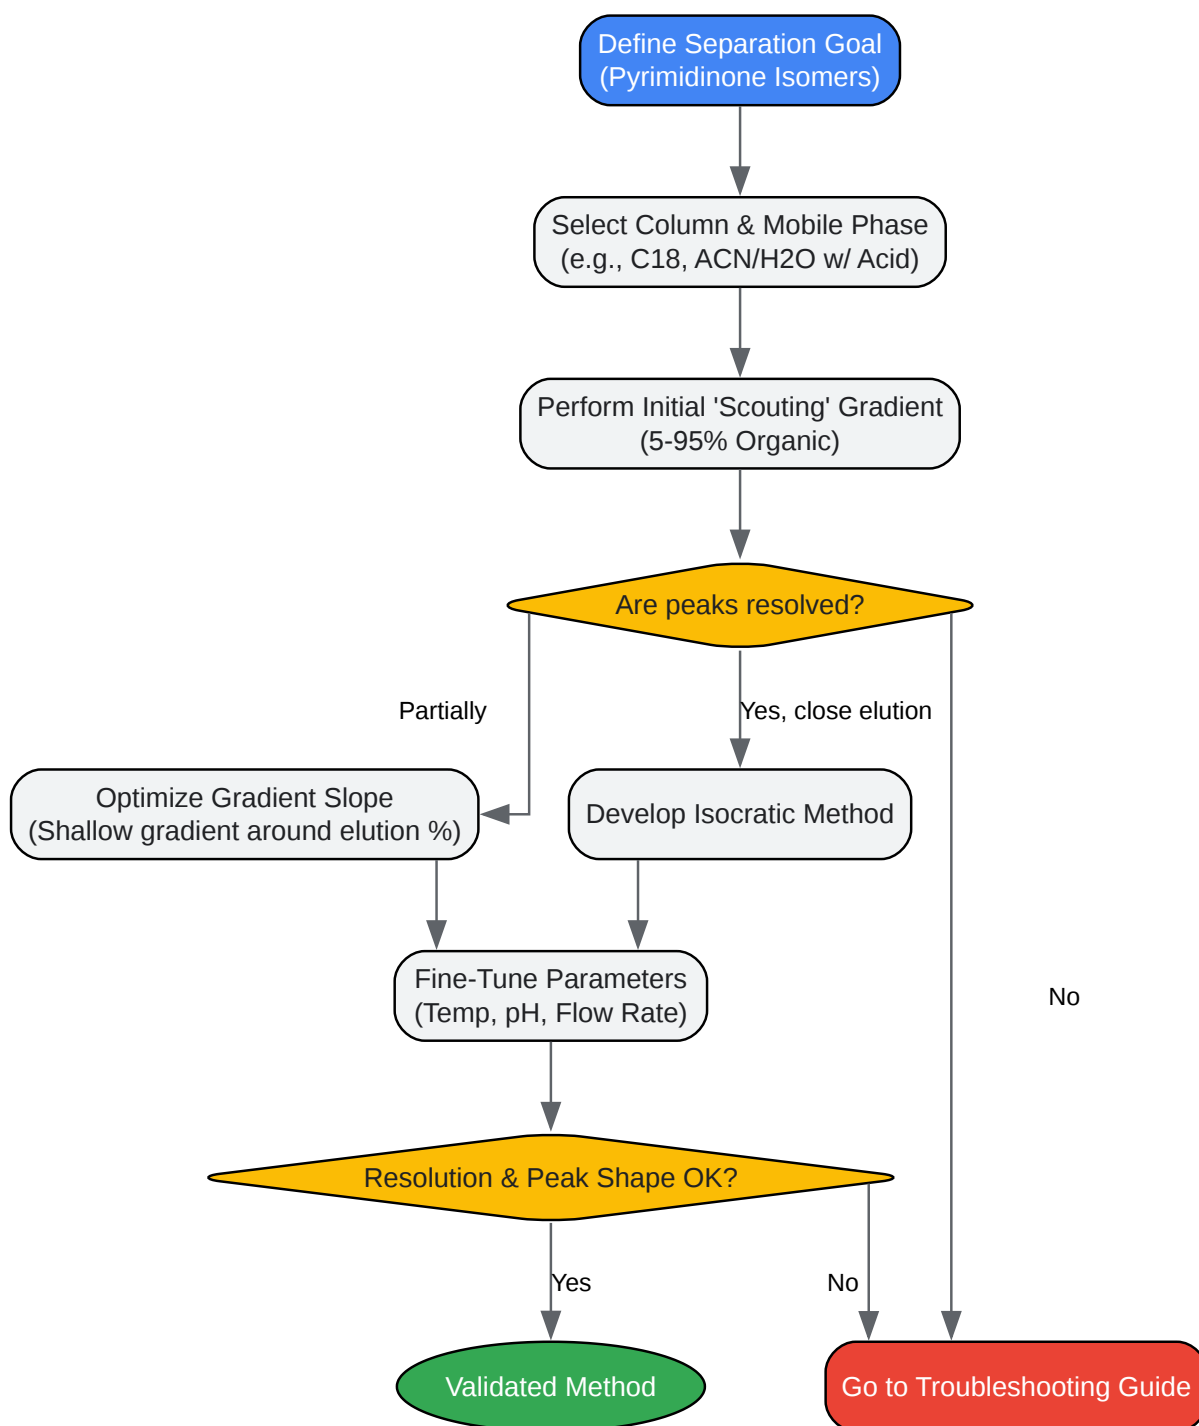 Define Separation Goal
(Pyrimidinone Isomers)
Select Column & Mobile Phase
(e.g., C18, ACN/H2O w/ Acid)
Perform Initial 'Scouting' Gradient
(5-95% Organic)
Are peaks resolved?
Partially
Yes, close elution
Optimize Gradient Slope
(Shallow gradient around elution %)
Develop Isocratic Method
Fine-Tune Parameters
(Temp, pH, Flow Rate)
No
Resolution & Peak Shape OK?
Yes
No
Validated Method
Go to Troubleshooting Guide